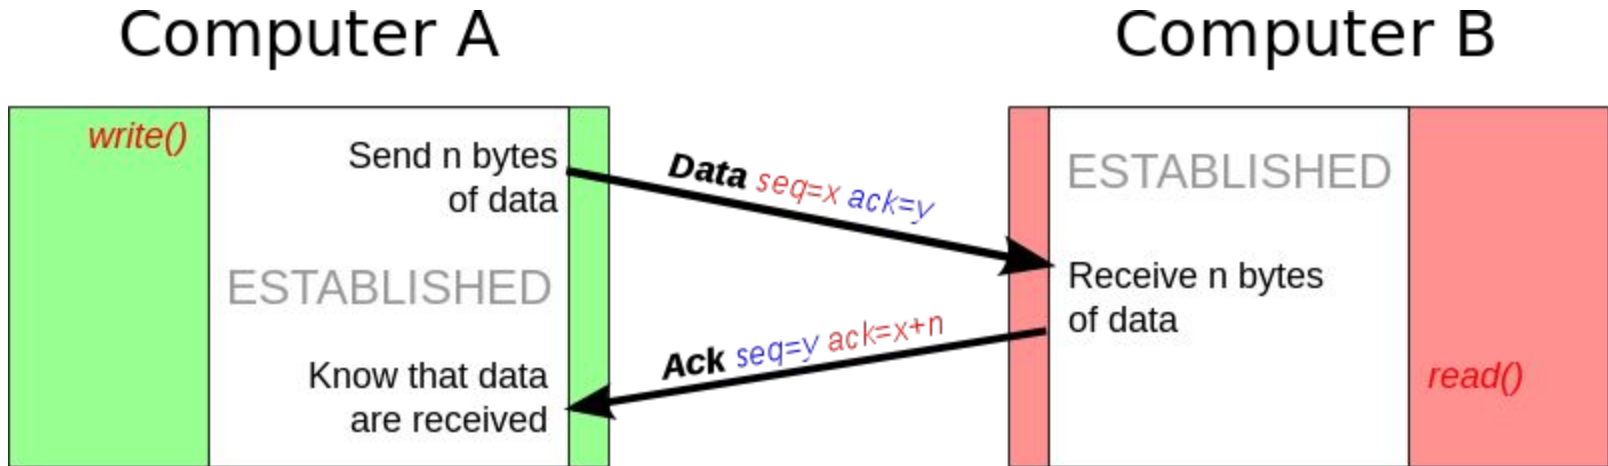 Computer A
Computer B
write()
Send n bytes
of data
ESTABLISHED
Know that data
are received
Data seq=x ack=y
Ack seq=y ack=x+n
ESTABLISHED
Receive n bytes
of data
read()